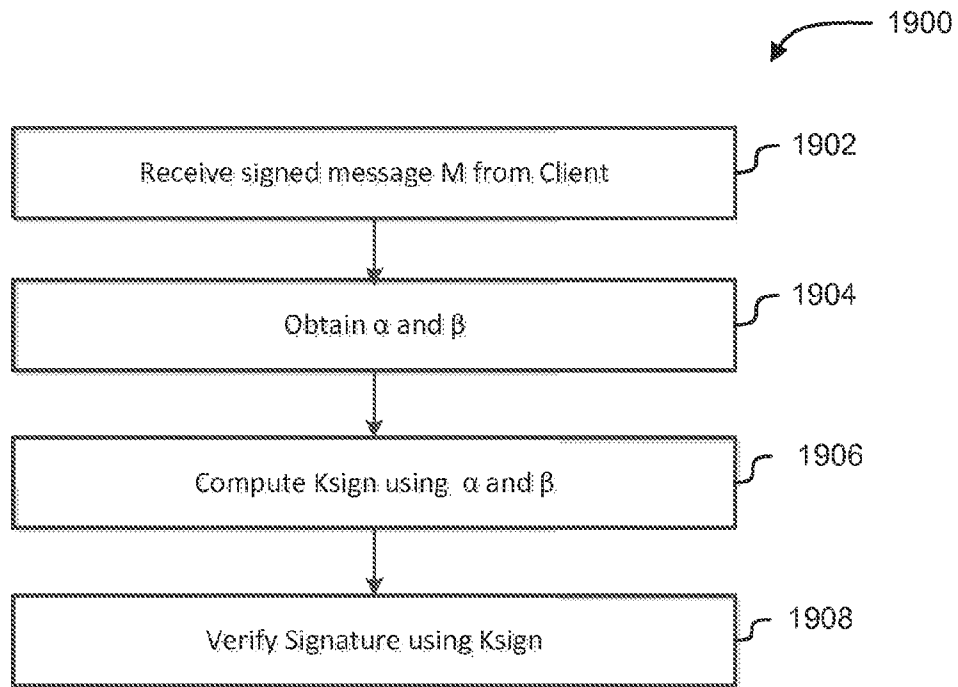 1900
Receive signed message M from Client
1902
Obtain α and β
1904
Compute Ksign using α and β
1906
Verify Signature using Ksign
1908